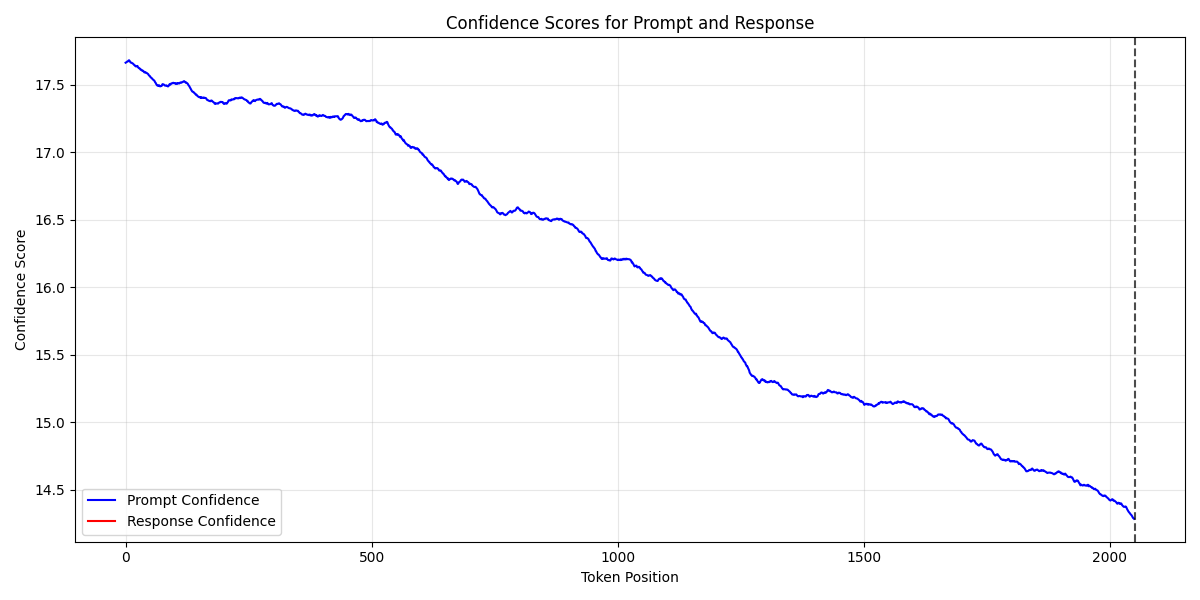 Confidence Scores for Prompt and Response
Confidence Score
17.5
17.0
16.5
16.0
15.5
15.0
14.5
Prompt Confidence
Response Confidence
0 500 1000 1500 2000
Token Position